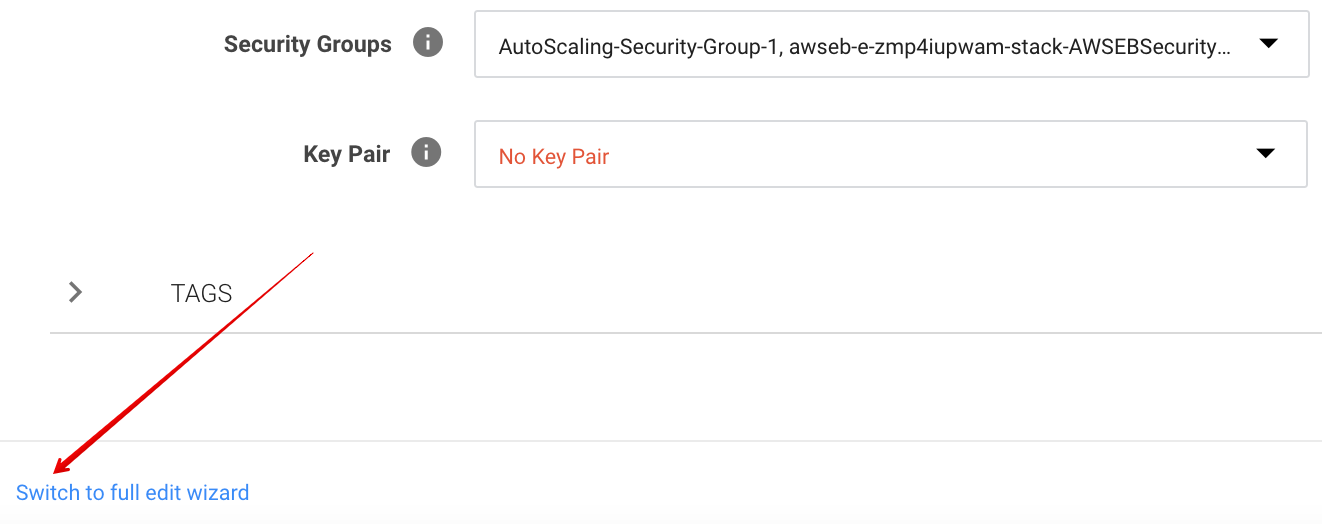 Security Groups
AutoScaling-Security-Group-1, awseb-e-zmp4iupwam-stack-AWSEBSecurity...
Key Pair
No Key Pair
TAGS
Switch to full edit wizard